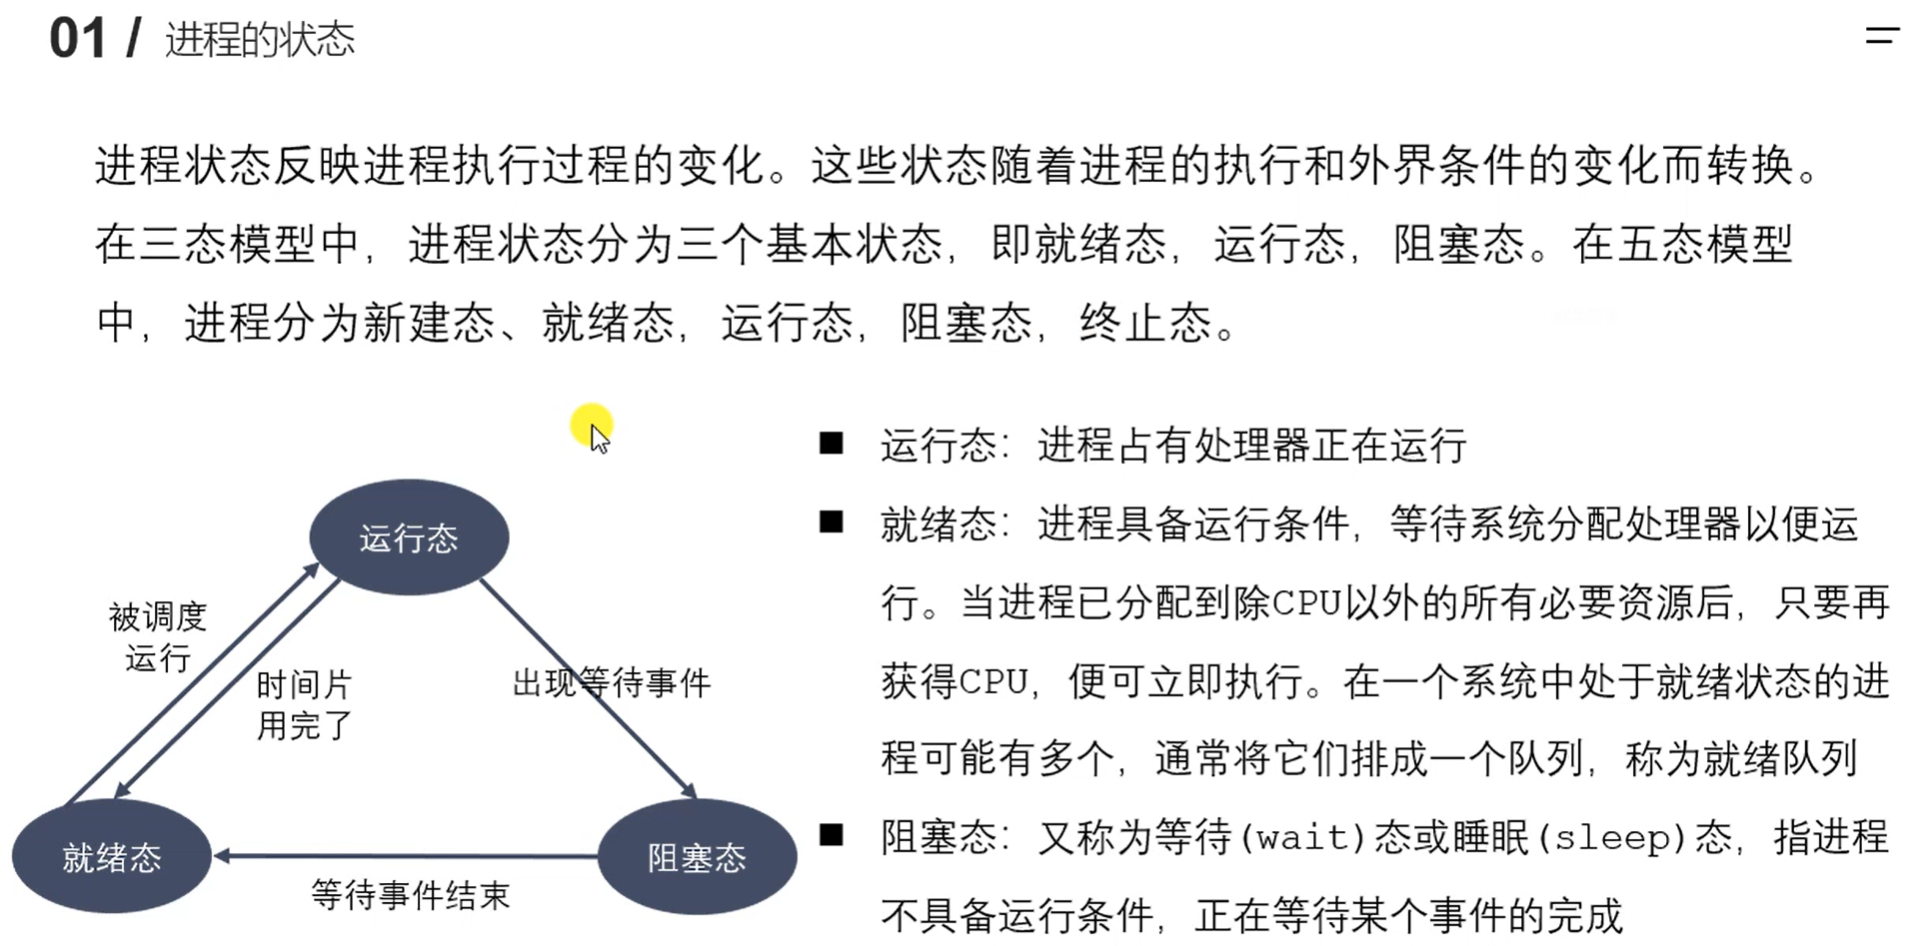 01 / 进程的状态
进程状态反映进程执行过程的变化。这些状态随着进程的执行和外界条件的变化而转换。
在三态模型中，进程状态分为三个基本状态，即就绪态，运行态，阻塞态。在五态模型
中，进程分为新建态、就绪态，运行态，阻塞态，终止态。
运行态
被调度
运行
时间片
用完了
出现等待事件
就绪态
阻塞态
等待事件结束
■ 运行态：进程占有处理器正在运行
■ 就绪态：进程具备运行条件，等待系统分配处理器以便运
行。当进程已分配到除CPU以外的所有必要资源后，只要再
获得CPU，便可立即执行。在一个系统中处于就绪状态的进
程可能有多个，通常将它们排成一个队列，称为就绪队列
■ 阻塞态：又称为等待(wait)态或睡眠(sleep)态，指进程
不具备运行条件，正在等待某个事件的完成